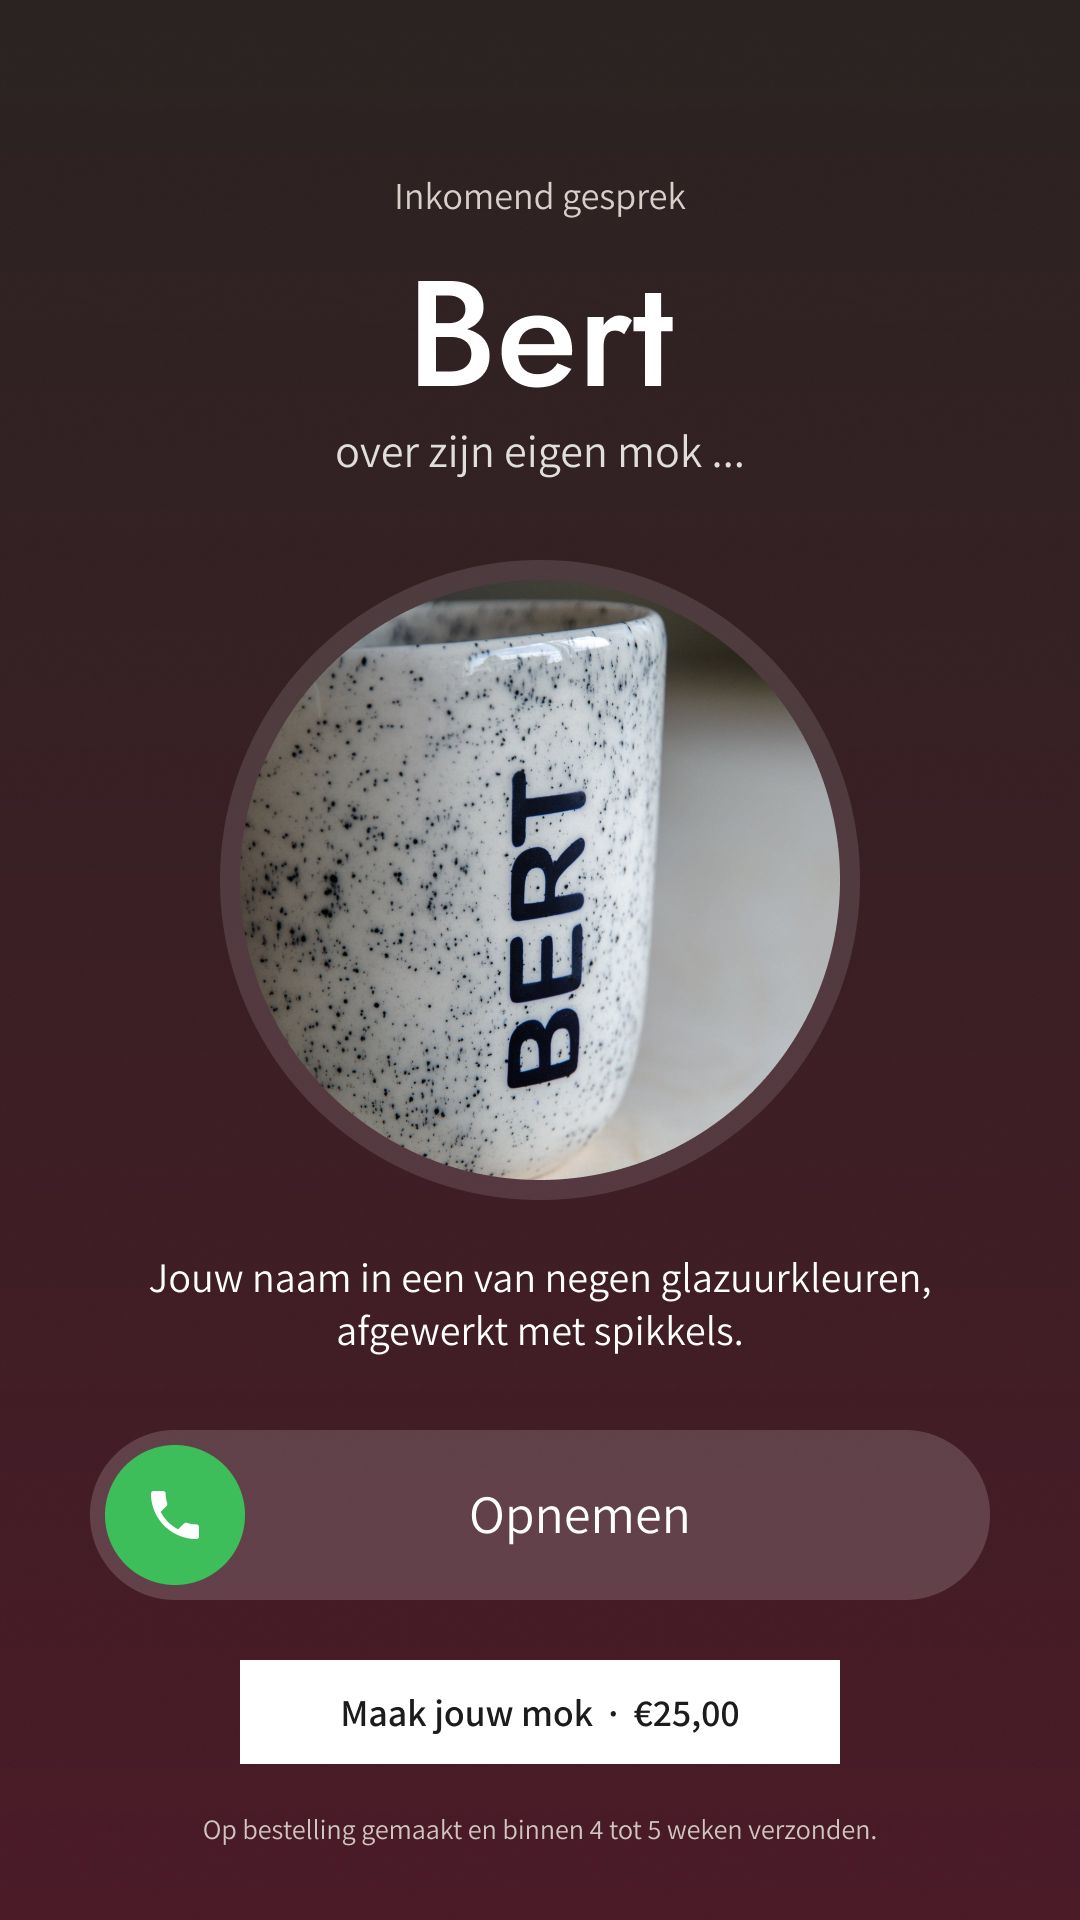 Inkomend gesprek
Bert
over zijn eigen mok ...
BERT
Jouw naam in een van negen glazuurkleuren,
afgewerkt met spikkels.
Opnemen
Maak jouw mok · €25,00
Op bestelling gemaakt en binnen 4 tot 5 weken verzonden.